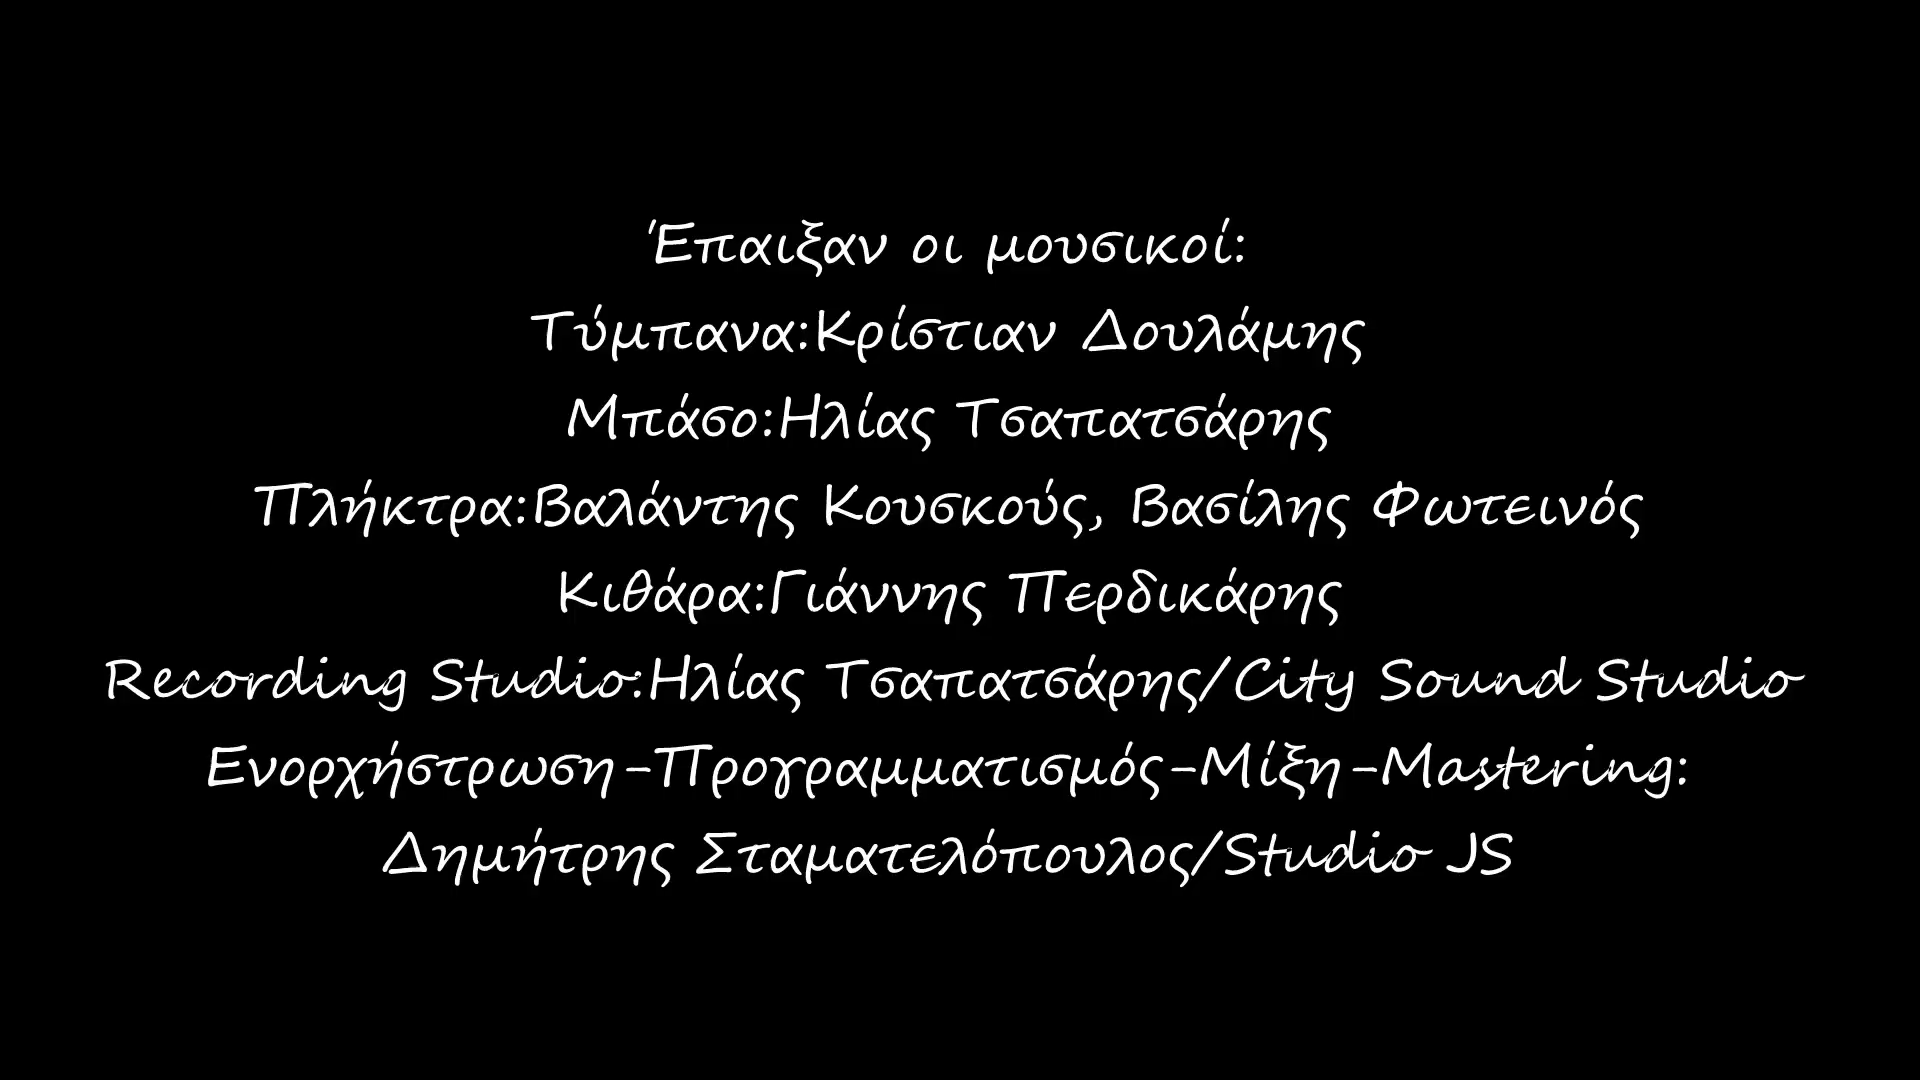 Έπαιξαν οι μουσικοί:
Τύμπανα:Κρίστιαν Δουλάμης
Μπάσο:Ηλίας Τσαπατσάρης
Πλήκτρα:Βαλάντης Κουσκούς, Βασίλης Φωτεινός
Κιθάρα:Γιάννης Περδικάρης
Recording Studio:Ηλίας Τσαπατσάρης/City Sound Studio
Ενορχήστρωση-Προγραμματισμός-Μίξη-Mastering:
Δημήτρης Σταματελόπουλος/Studio JS